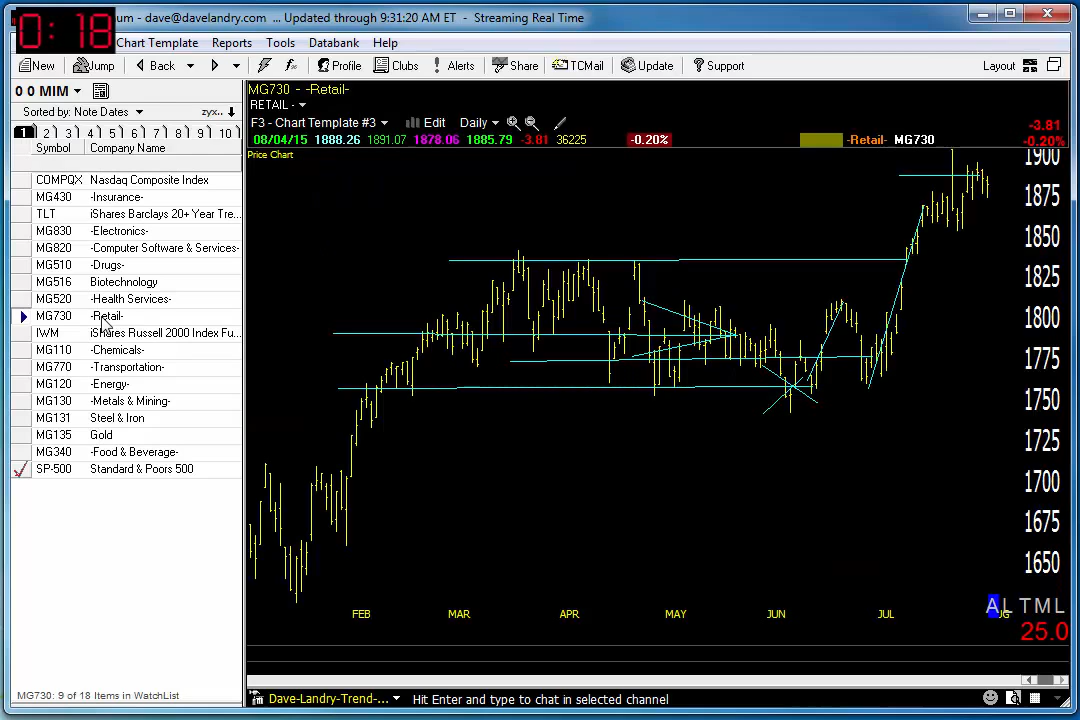 0:18
um - dave@davelandry.com ... Updated through 9:31:20 AM ET - Streaming Real Time
Chart Template Reports Tools Databank Help
New Jump Back Profile Clubs Alerts Share TCMail Update Support Layout
0 0 MIM
Sorted by: Note Dates zyx..
1 2 3 4 5 6 7 8 9 10
Symbol Company Name
COMPQX Nasdaq Composite Index
MG430 -Insurance-
TLT iShares Barclays 20+ Year Tre...
MG830 -Electronics-
MG820 -Computer Software & Services-
MG510 -Drugs-
MG516 Biotechnology
MG520 -Health Services-
MG730 -Retail-
IWM iShares Russell 2000 Index Fu...
MG110 -Chemicals-
MG770 -Transportation-
MG120 -Energy-
MG130 -Metals & Mining-
MG131 Steel & Iron
MG135 Gold
MG340 -Food & Beverage-
SP-500 Standard & Poors 500
MG730: 9 of 18 Items in WatchList
MG730 - -Retail-
RETAIL -
F3 - Chart Template #3 Edit Daily
08/04/15 1888.26 1891.07 1878.06 1885.79 -3.81 36225 -0.20% -Retail- MG730
-3.81
-0.20%
Price Chart
1900
1875
1850
1825
1800
1775
1750
1725
1700
1675
1650
FEB MAR APR MAY JUN JUL
AL TML
25.0
Dave-Landry-Trend-... Hit Enter and type to chat in selected channel